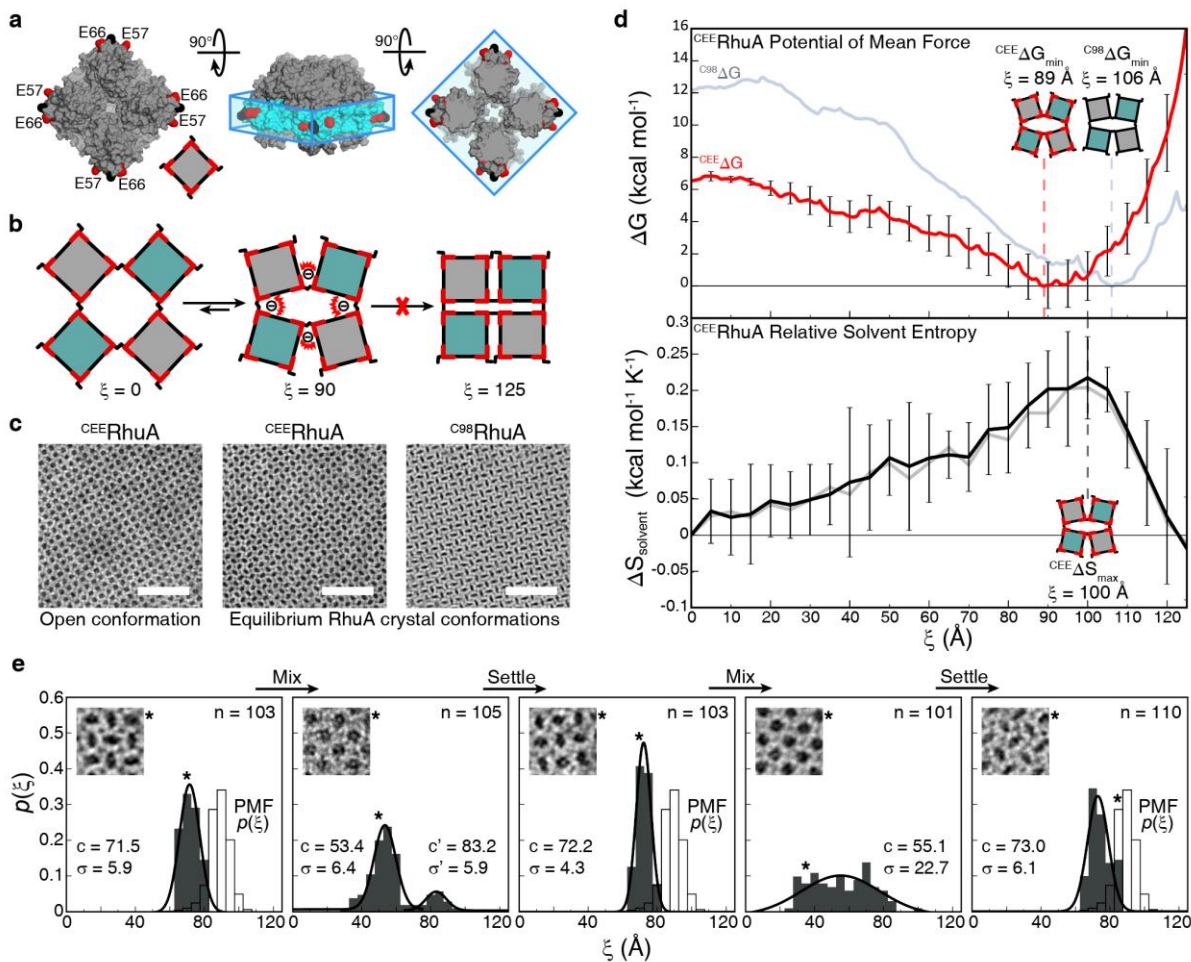 a
E66 E57
90°
90°
E57 E66
E66 E57
E57 E66
b
⊖
⊖ ⊖
⊖
ξ = 0
ξ = 90
ξ = 125
c
CEERhuA
CEERhuA
C98RhuA
Open conformation
Equilibrium RhuA crystal conformations
d
CEERhuA Potential of Mean Force
C98ΔG
CEEΔG
CEEΔGmin
ξ = 89 Å
C98ΔGmin
ξ = 106 Å
ΔG (kcal mol-1)
16
14
12
10
8
6
4
2
0
CEERhuA Relative Solvent Entropy
ΔSsolvent (kcal mol-1 K-1)
0.3
0.25
0.2
0.15
0.1
0.05
0
-0.05
-0.1
CEEΔSmax
ξ = 100 Å
0 10 20 30 40 50 60 70 80 90 100 110 120
ξ (Å)
e
Mix
Settle
Mix
Settle
p(ξ)
0.6
0.5
0.4
0.3
0.2
0.1
0
*
n = 103
*
PMF
p(ξ)
c = 71.5
σ = 5.9
0 40 80 120
*
n = 105
*
c = 53.4
σ = 6.4
c' = 83.2
σ' = 5.9
40 80 120
*
n = 103
*
PMF
p(ξ)
c = 72.2
σ = 4.3
0 40 80 120
*
n = 101
*
c = 55.1
σ = 22.7
40 80 120
*
n = 110
*
PMF
p(ξ)
c = 73.0
σ = 6.1
0 40 80 120
ξ (Å)